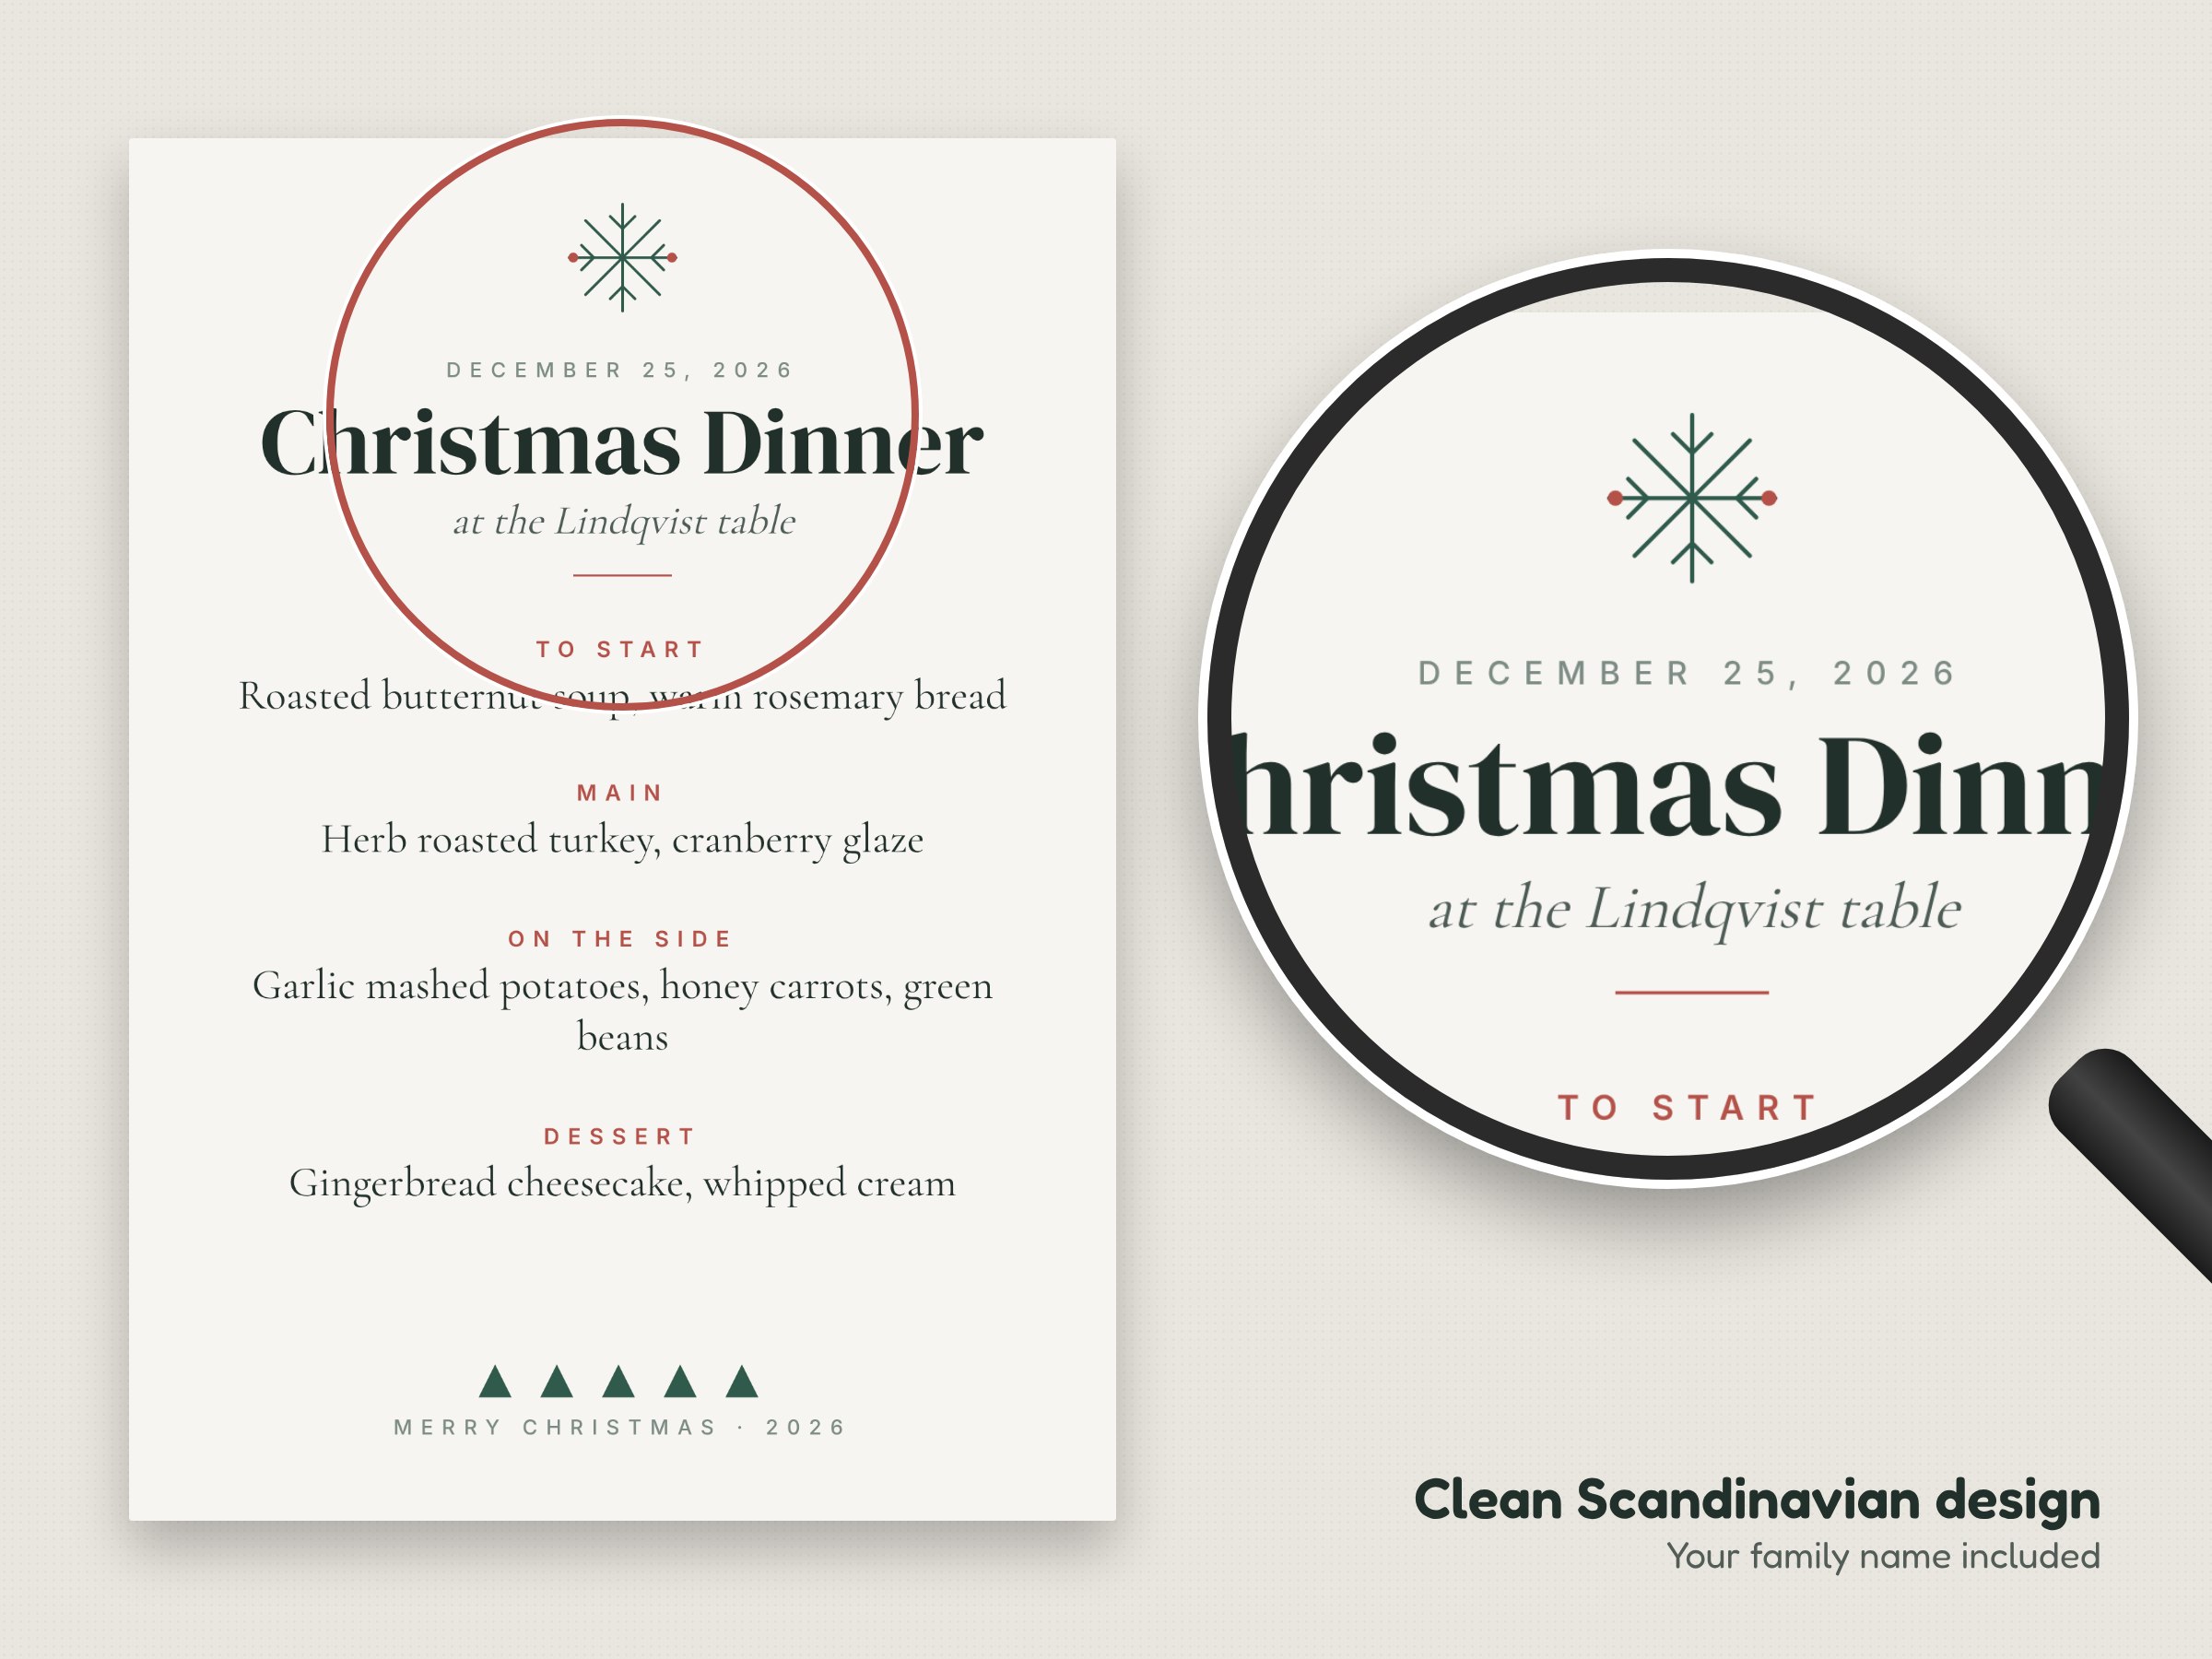 DECEMBER 25, 2026
Christmas Dinner
at the Lindqvist table
TO START
Roasted butternut soup, warm rosemary bread
MAIN
Herb roasted turkey, cranberry glaze
ON THE SIDE
Garlic mashed potatoes, honey carrots, green
beans
DESSERT
Gingerbread cheesecake, whipped cream
MERRY CHRISTMAS · 2026
DECEMBER 25, 2026
hristmas Dinn
at the Lindqvist table
TO START
Clean Scandinavian design
Your family name included